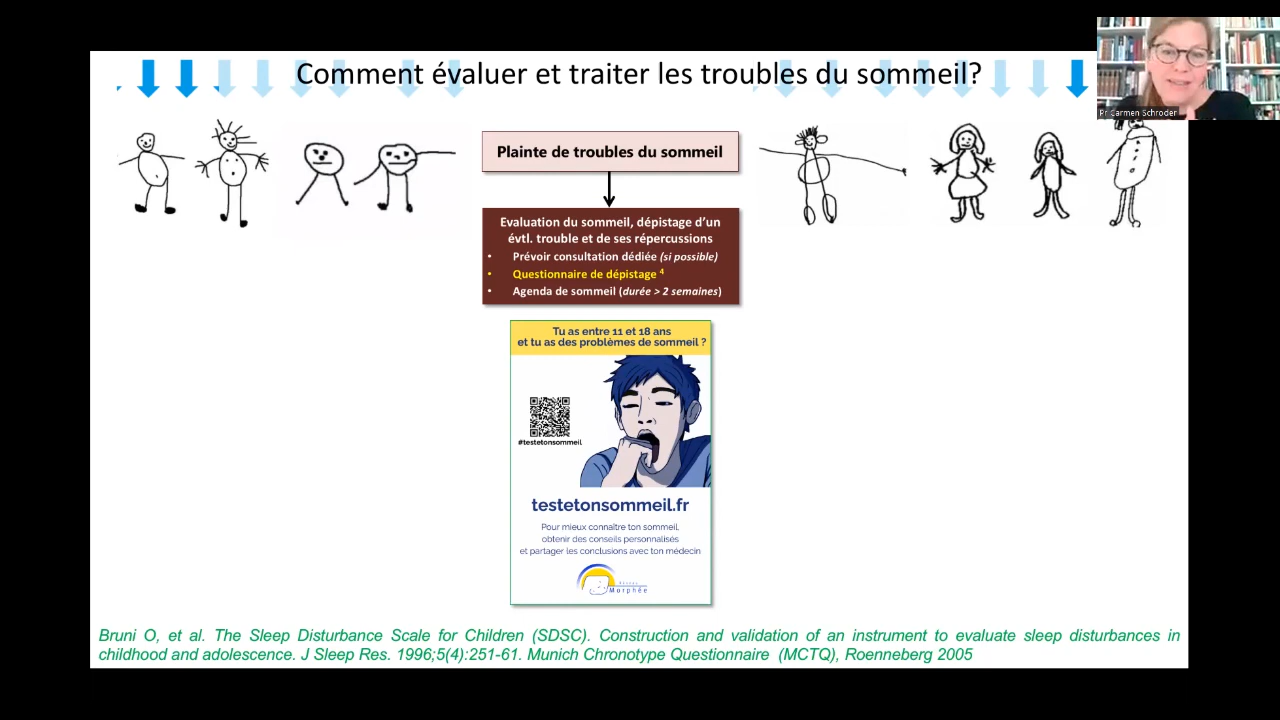 Comment évaluer et traiter les troubles du sommeil?
Pr Carmen Schroder
Plainte de troubles du sommeil
Evaluation du sommeil, dépistage d’un
évtl. trouble et de ses répercussions
• Prévoir consultation dédiée (si possible)
• Questionnaire de dépistage 4
• Agenda de sommeil (durée > 2 semaines)
Tu as entre 11 et 18 ans
et tu as des problèmes de sommeil ?
#testetonsommeil
testetonsommeil.fr
Pour mieux connaître ton sommeil,
obtenir des conseils personnalisés
et partager les conclusions avec ton médecin
Réseau
Morphée
Bruni O, et al. The Sleep Disturbance Scale for Children (SDSC). Construction and validation of an instrument to evaluate sleep disturbances in
childhood and adolescence. J Sleep Res. 1996;5(4):251-61. Munich Chronotype Questionnaire (MCTQ), Roenneberg 2005